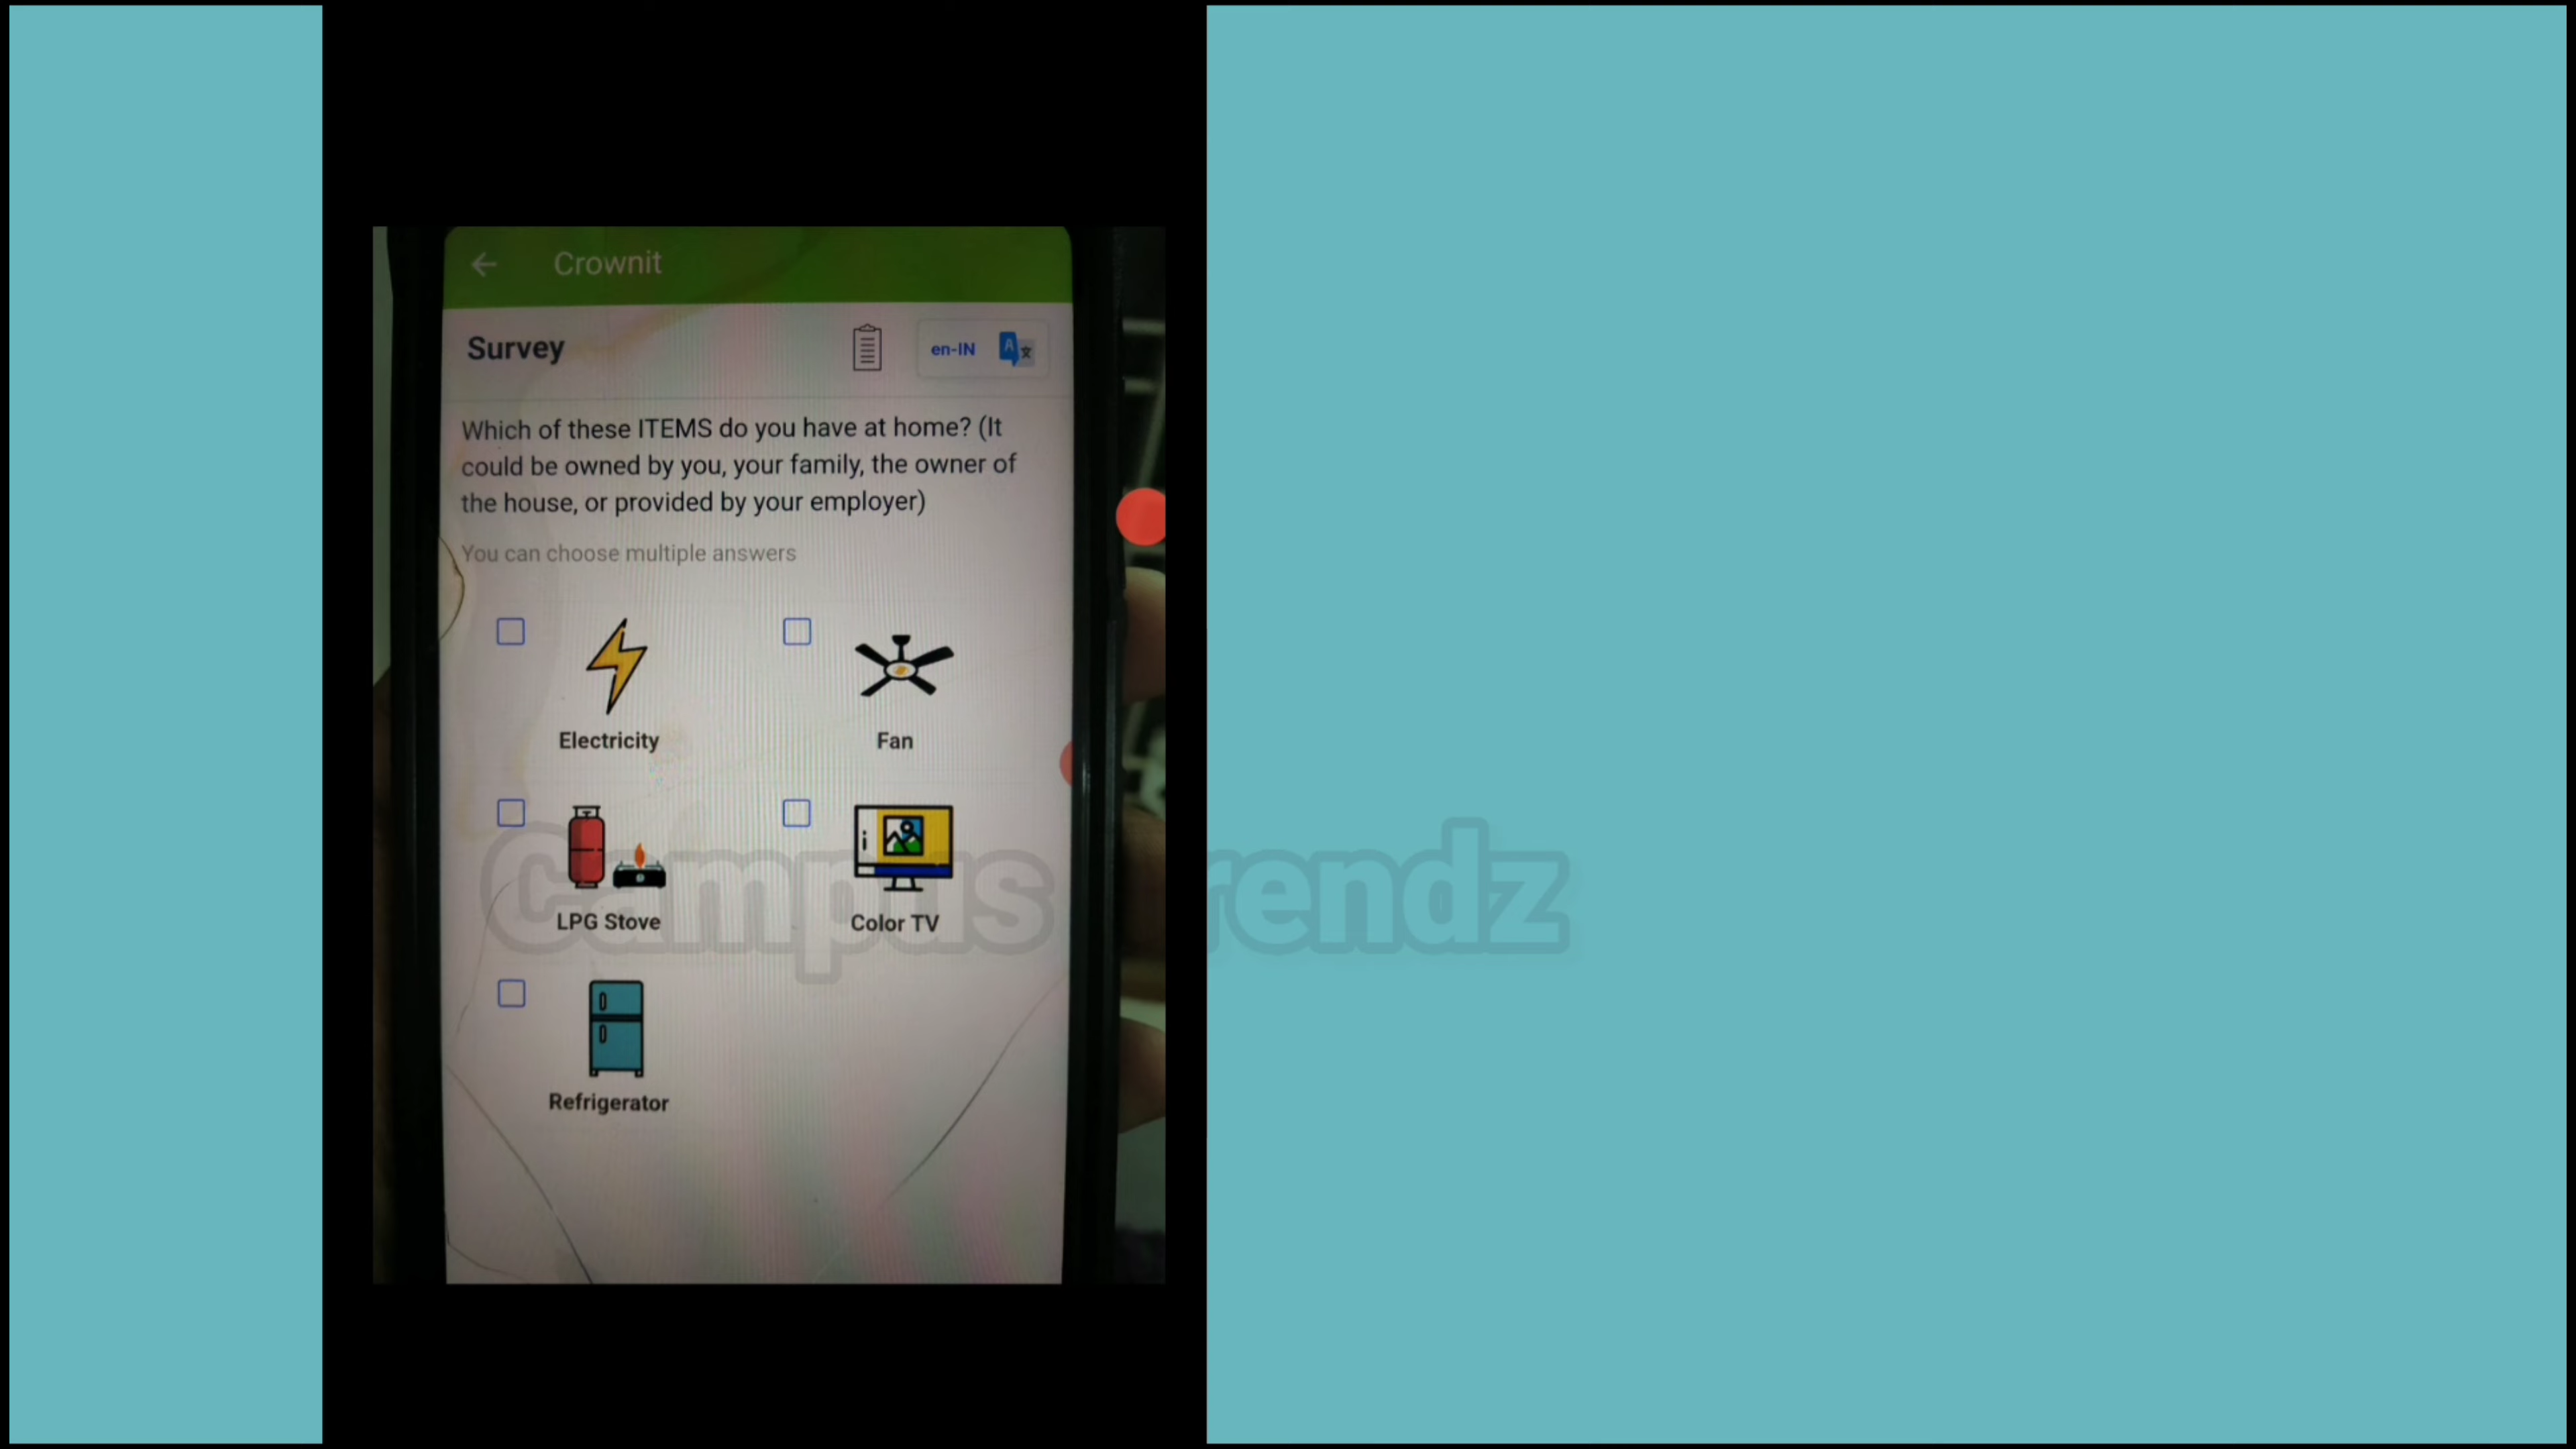 Crownit
Survey
en-IN
Which of these ITEMS do you have at home? (It
could be owned by you, your family, the owner of
the house, or provided by your employer)
You can choose multiple answers
Electricity
Fan
LPG Stove
Color TV
Refrigerator
Campus rendz